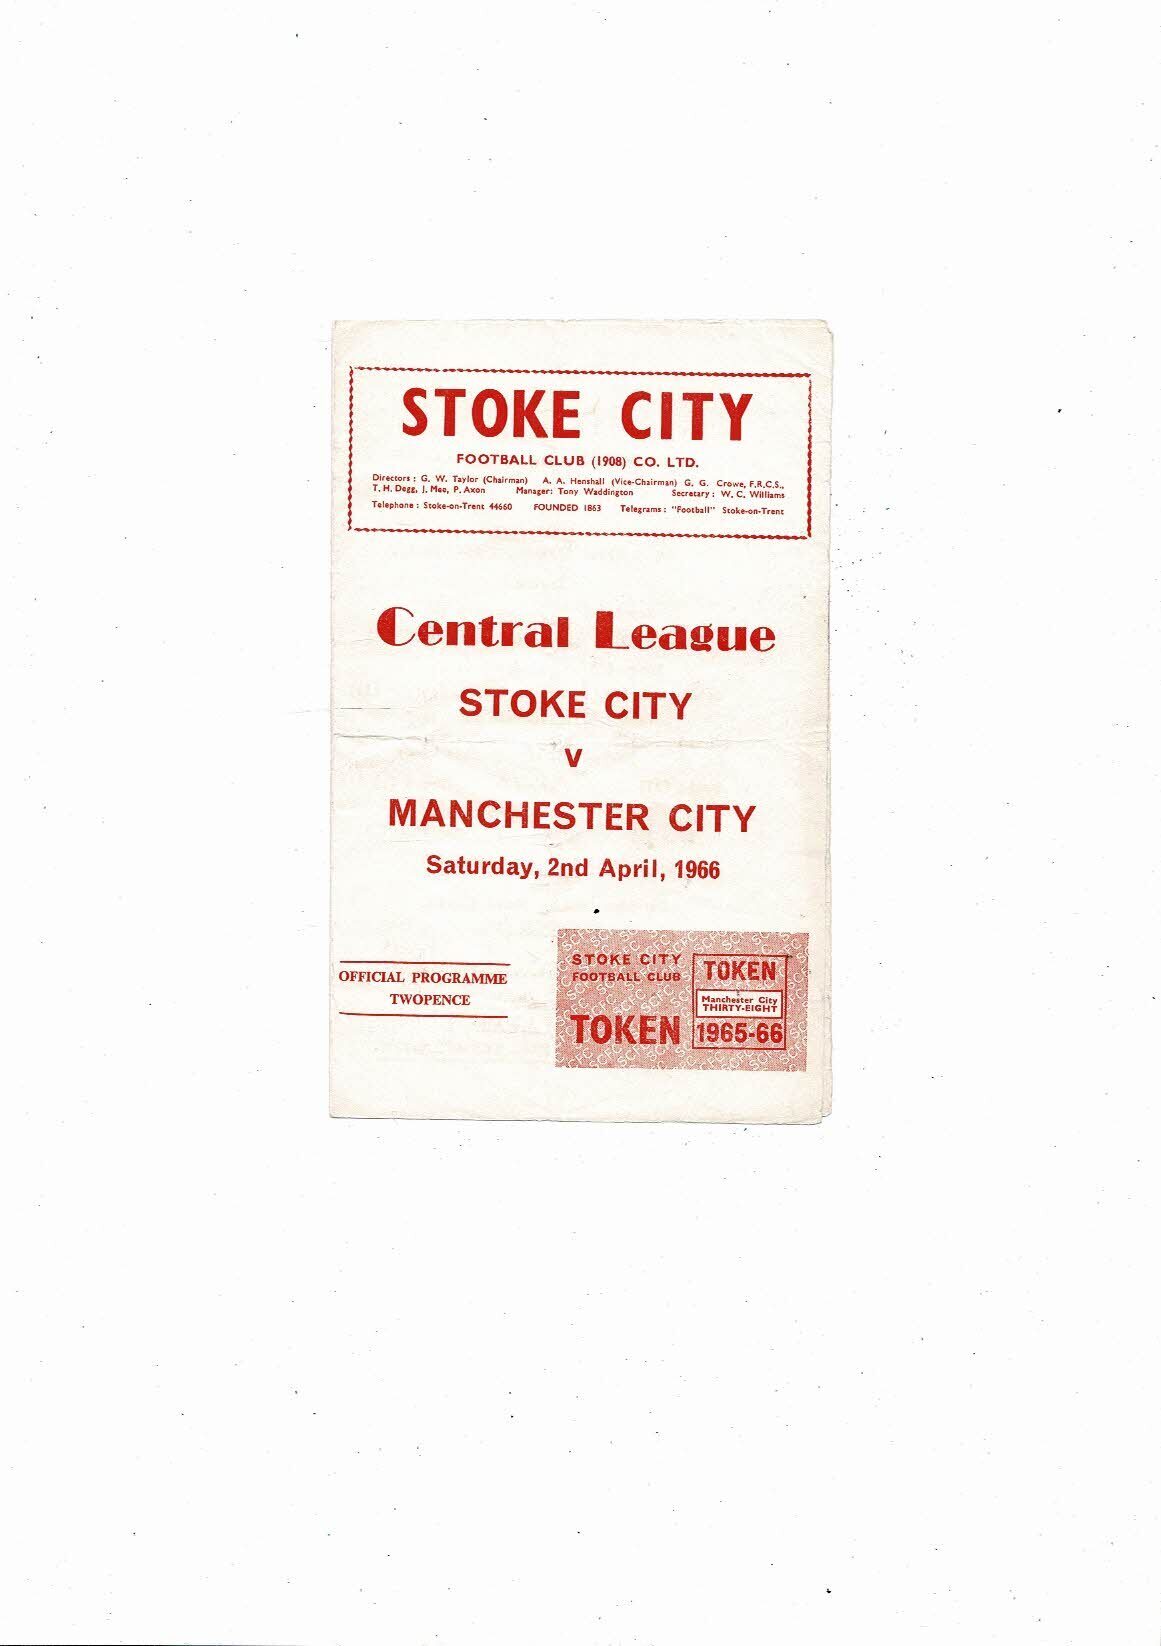 STOKE CITY
FOOTBALL CLUB (1908) CO. LTD.
Directors : G. W. Taylor (Chairman) A. A. Henshall (Vice-Chairman) G. G. Crowe, F.R.C.S.,
T. H. Degg, J. Mee, P. Axon Manager: Tony Waddington Secretary : W. C. Williams
Telephone : Stoke-on-Trent 44660 FOUNDED 1863 Telegrams : "Football" Stoke-on-Trent
Central League
STOKE CITY
v
MANCHESTER CITY
Saturday, 2nd April, 1966
OFFICIAL PROGRAMME
TWOPENCE
STOKE CITY
FOOTBALL CLUB
TOKEN
TOKEN
Manchester City
THIRTY-EIGHT
1965-66